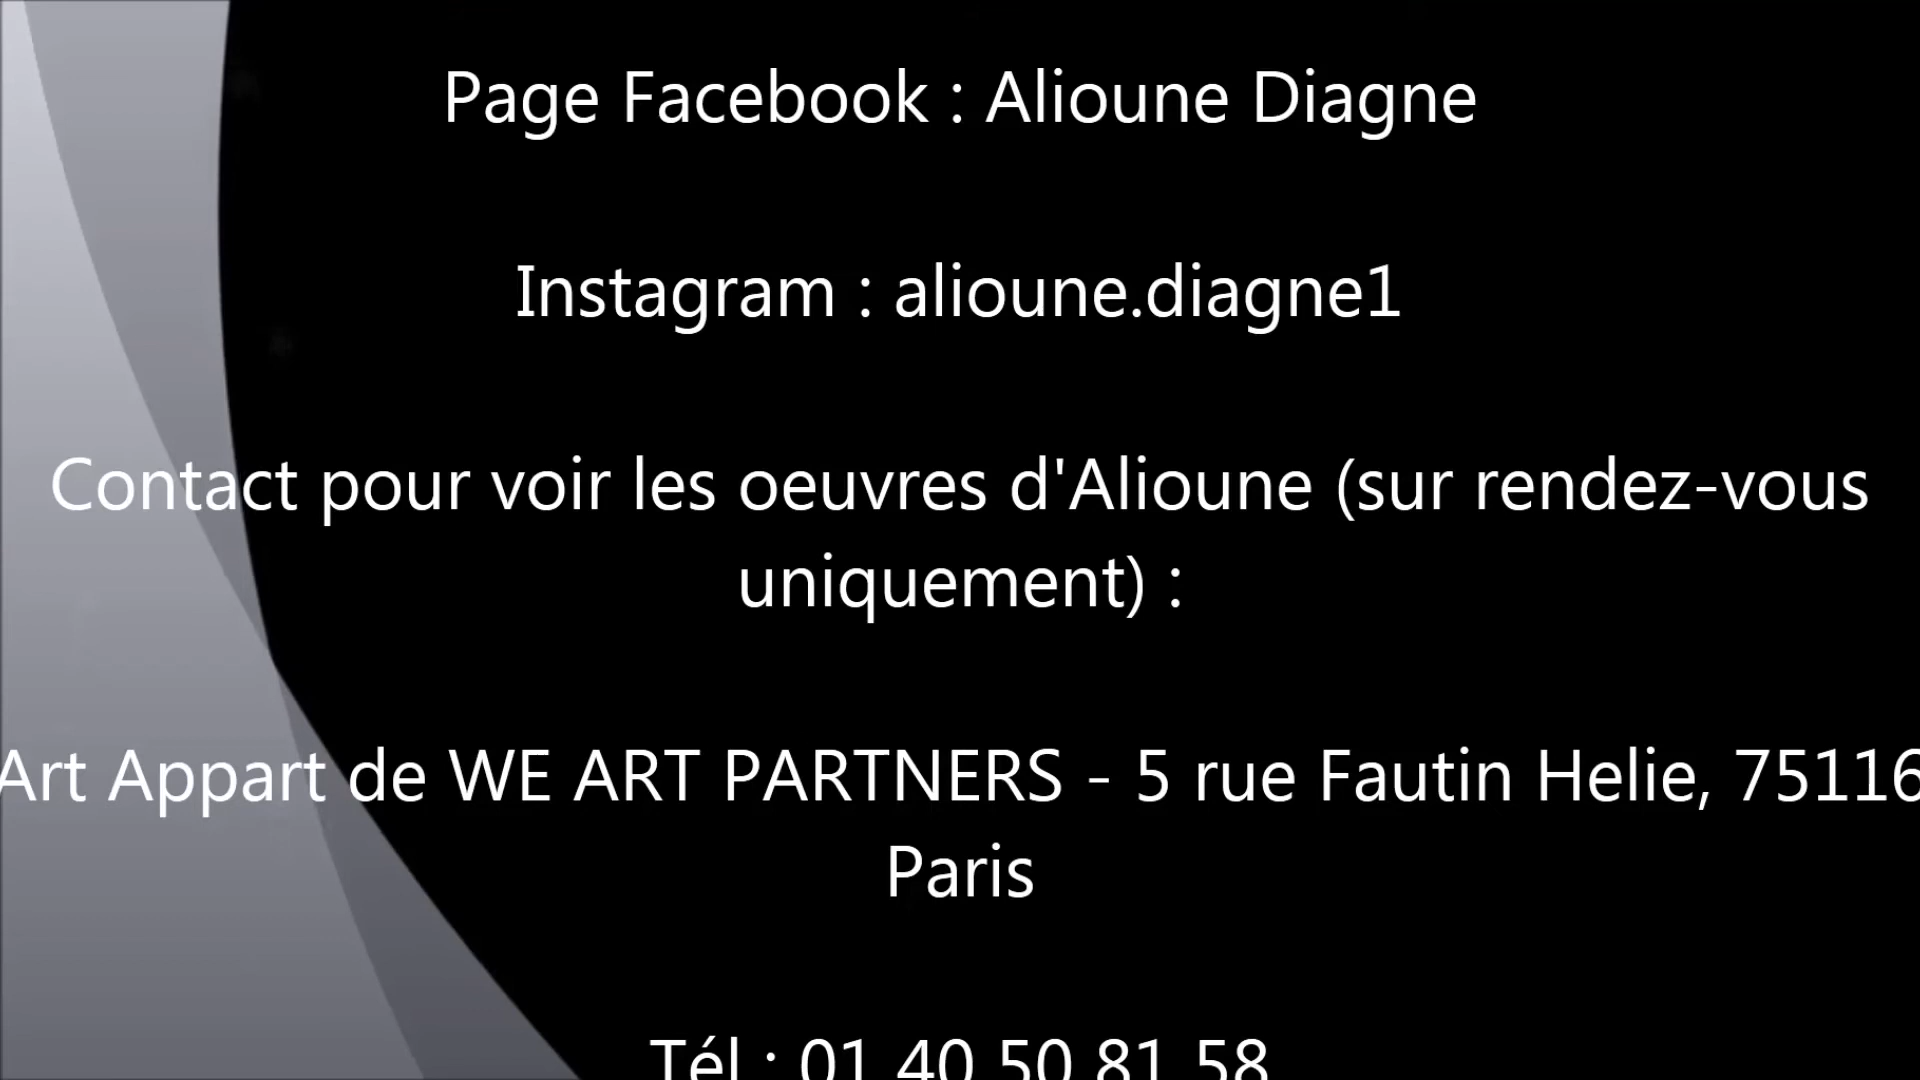 Page Facebook : Alioune Diagne
Instagram : alioune.diagne1
Contact pour voir les oeuvres d'Alioune (sur rendez-vous
uniquement) :
Art Appart de WE ART PARTNERS - 5 rue Fautin Helie, 75116
Paris
Tél : 01 40 50 81 58